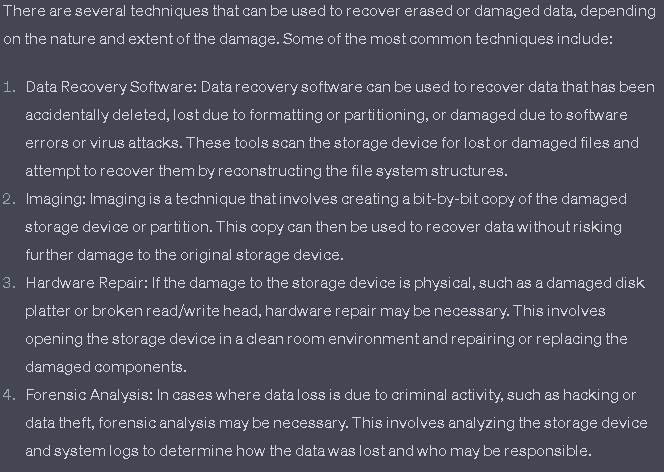 There are several techniques that can be used to recover erased or damaged data, depending
on the nature and extent of the damage. Some of the most common techniques include:
1. Data Recovery Software: Data recovery software can be used to recover data that has been
accidentally deleted, lost due to formatting or partitioning, or damaged due to software
errors or virus attacks. These tools scan the storage device for lost or damaged files and
attempt to recover them by reconstructing the file system structures.
2. Imaging: Imaging is a technique that involves creating a bit-by-bit copy of the damaged
storage device or partition. This copy can then be used to recover data without risking
further damage to the original storage device.
3. Hardware Repair: If the damage to the storage device is physical, such as a damaged disk
platter or broken read/write head, hardware repair may be necessary. This involves
opening the storage device in a clean room environment and repairing or replacing the
damaged components.
4. Forensic Analysis: In cases where data loss is due to criminal activity, such as hacking or
data theft, forensic analysis may be necessary. This involves analyzing the storage device
and system logs to determine how the data was lost and who may be responsible.